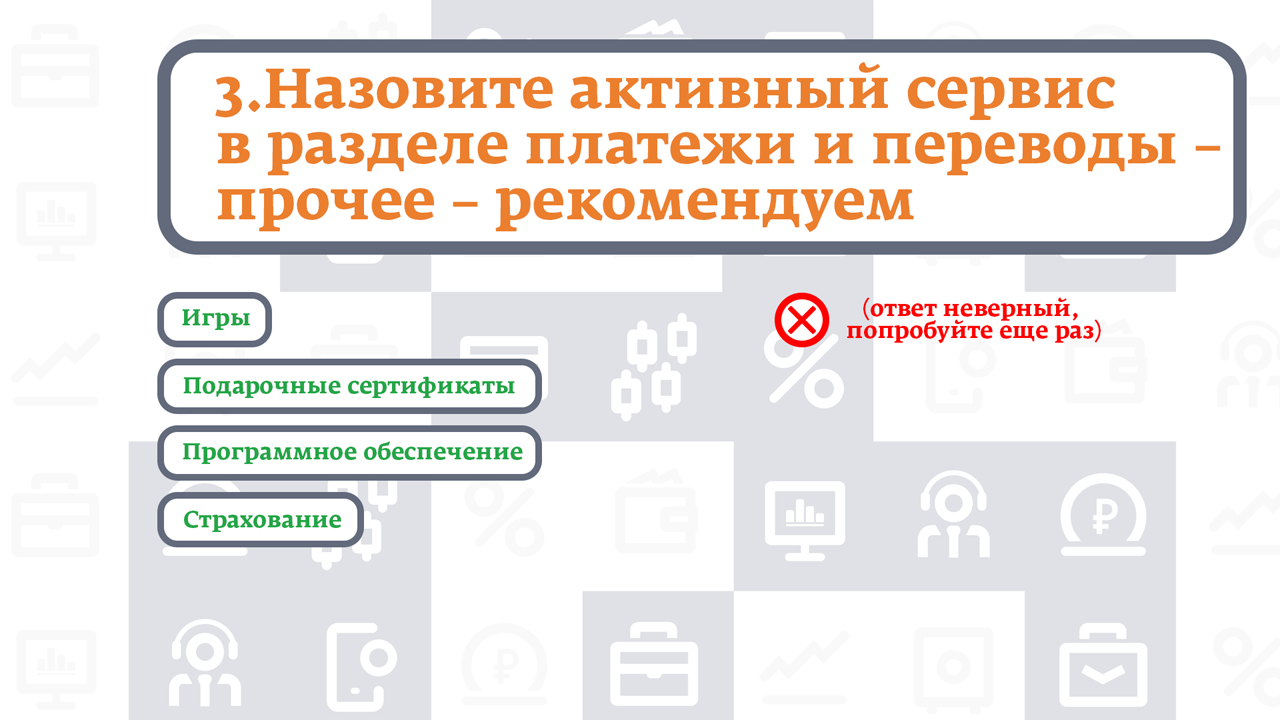 3.Назовите активный сервис
в разделе платежи и переводы –
прочее – рекомендуем
Игры
(ответ неверный,
попробуйте еще раз)
Подарочные сертификаты
Программное обеспечение
Страхование